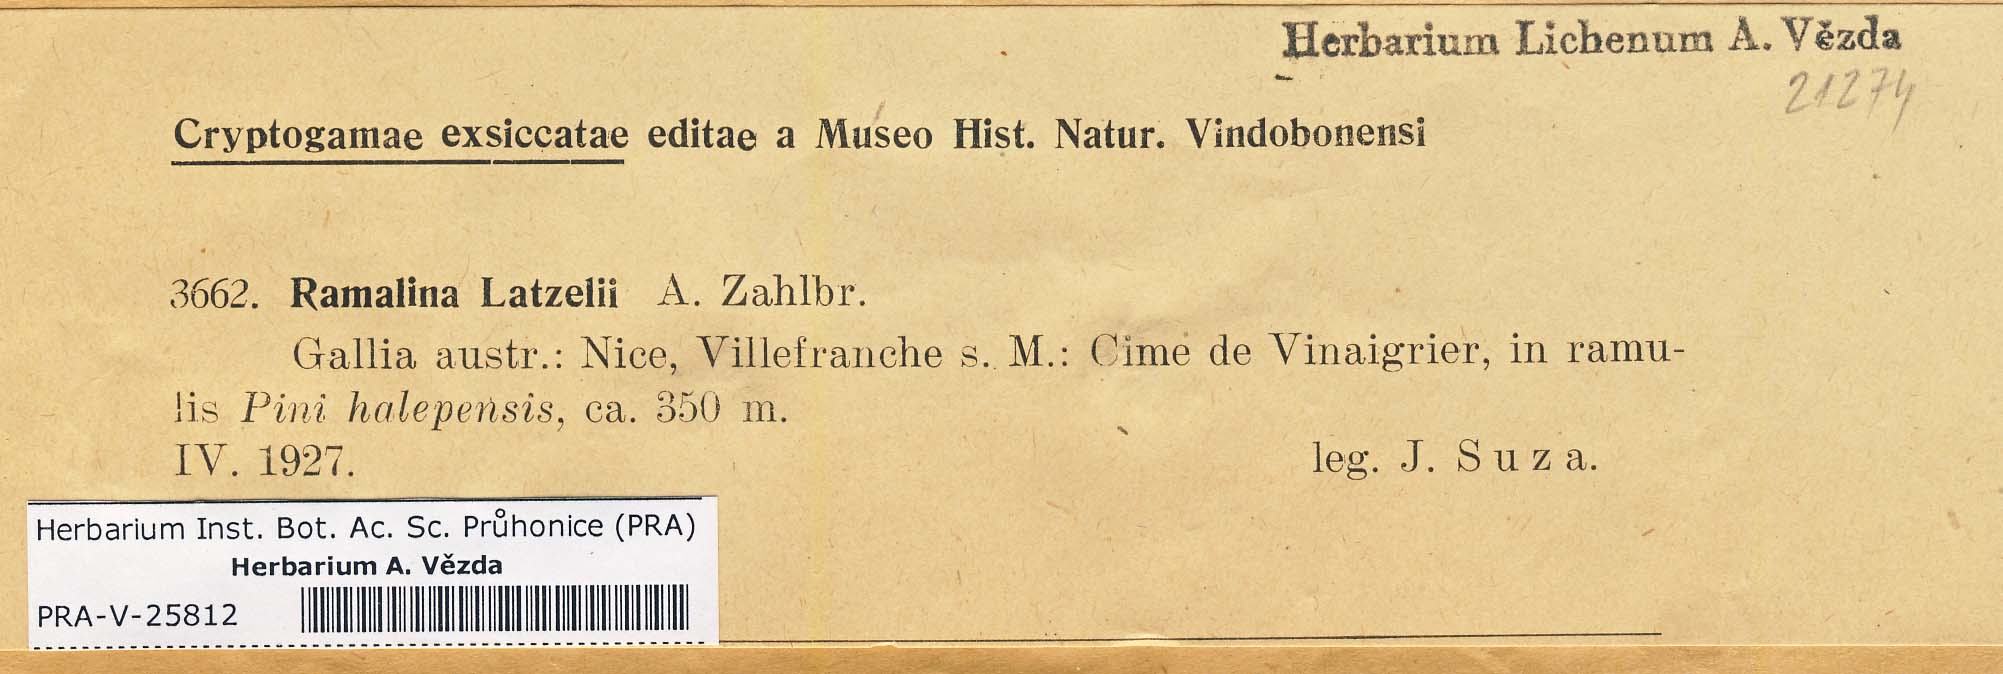 Herbarium Lichenum A. Vězda
21274
Cryptogamae exsiccatae editae a Museo Hist. Natur. Vindobonensi
3662. Ramalina Latzelii A. Zahlbr.
Gallia austr.: Nice, Villefranche s. M.: Cime de Vinaigrier, in ramu-
lis Pini halepensis, ca. 350 m.
IV. 1927.
leg. J. Suza.
Herbarium Inst. Bot. Ac. Sc. Průhonice (PRA)
Herbarium A. Vězda
PRA-V-25812